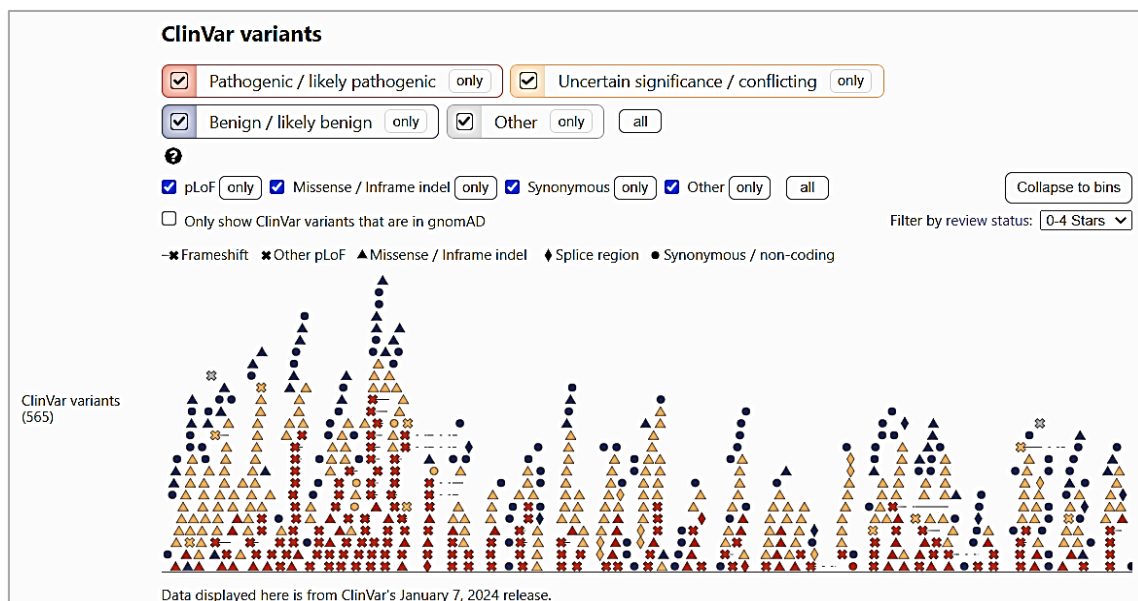 ClinVar variants
Pathogenic / likely pathogenic only Uncertain significance / conflicting only
Benign / likely benign only Other only all
?
pLoF only Missense / Inframe indel only Synonymous only Other only all Collapse to bins
Only show ClinVar variants that are in gnomAD Filter by review status: 0-4 Stars
Frameshift Other pLoF Missense / Inframe indel Splice region Synonymous / non-coding
ClinVar variants
(565)
Data displayed here is from ClinVar's January 7, 2024 release.